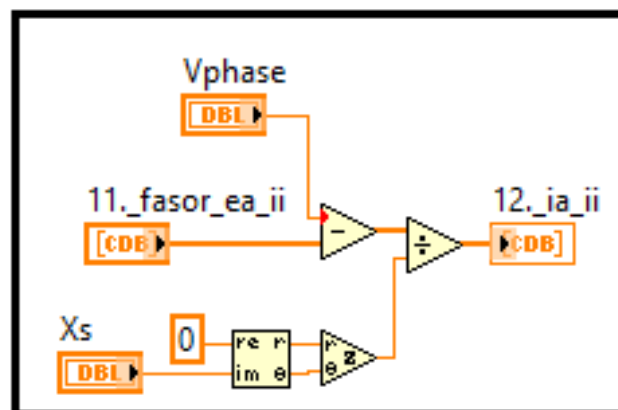 Vphase
DBL
11._fasor_ea_ii
[CDB]
-
÷
12._ia_ii
[CDB]
Xs
DBL
0
re r
im θ
r
θ z